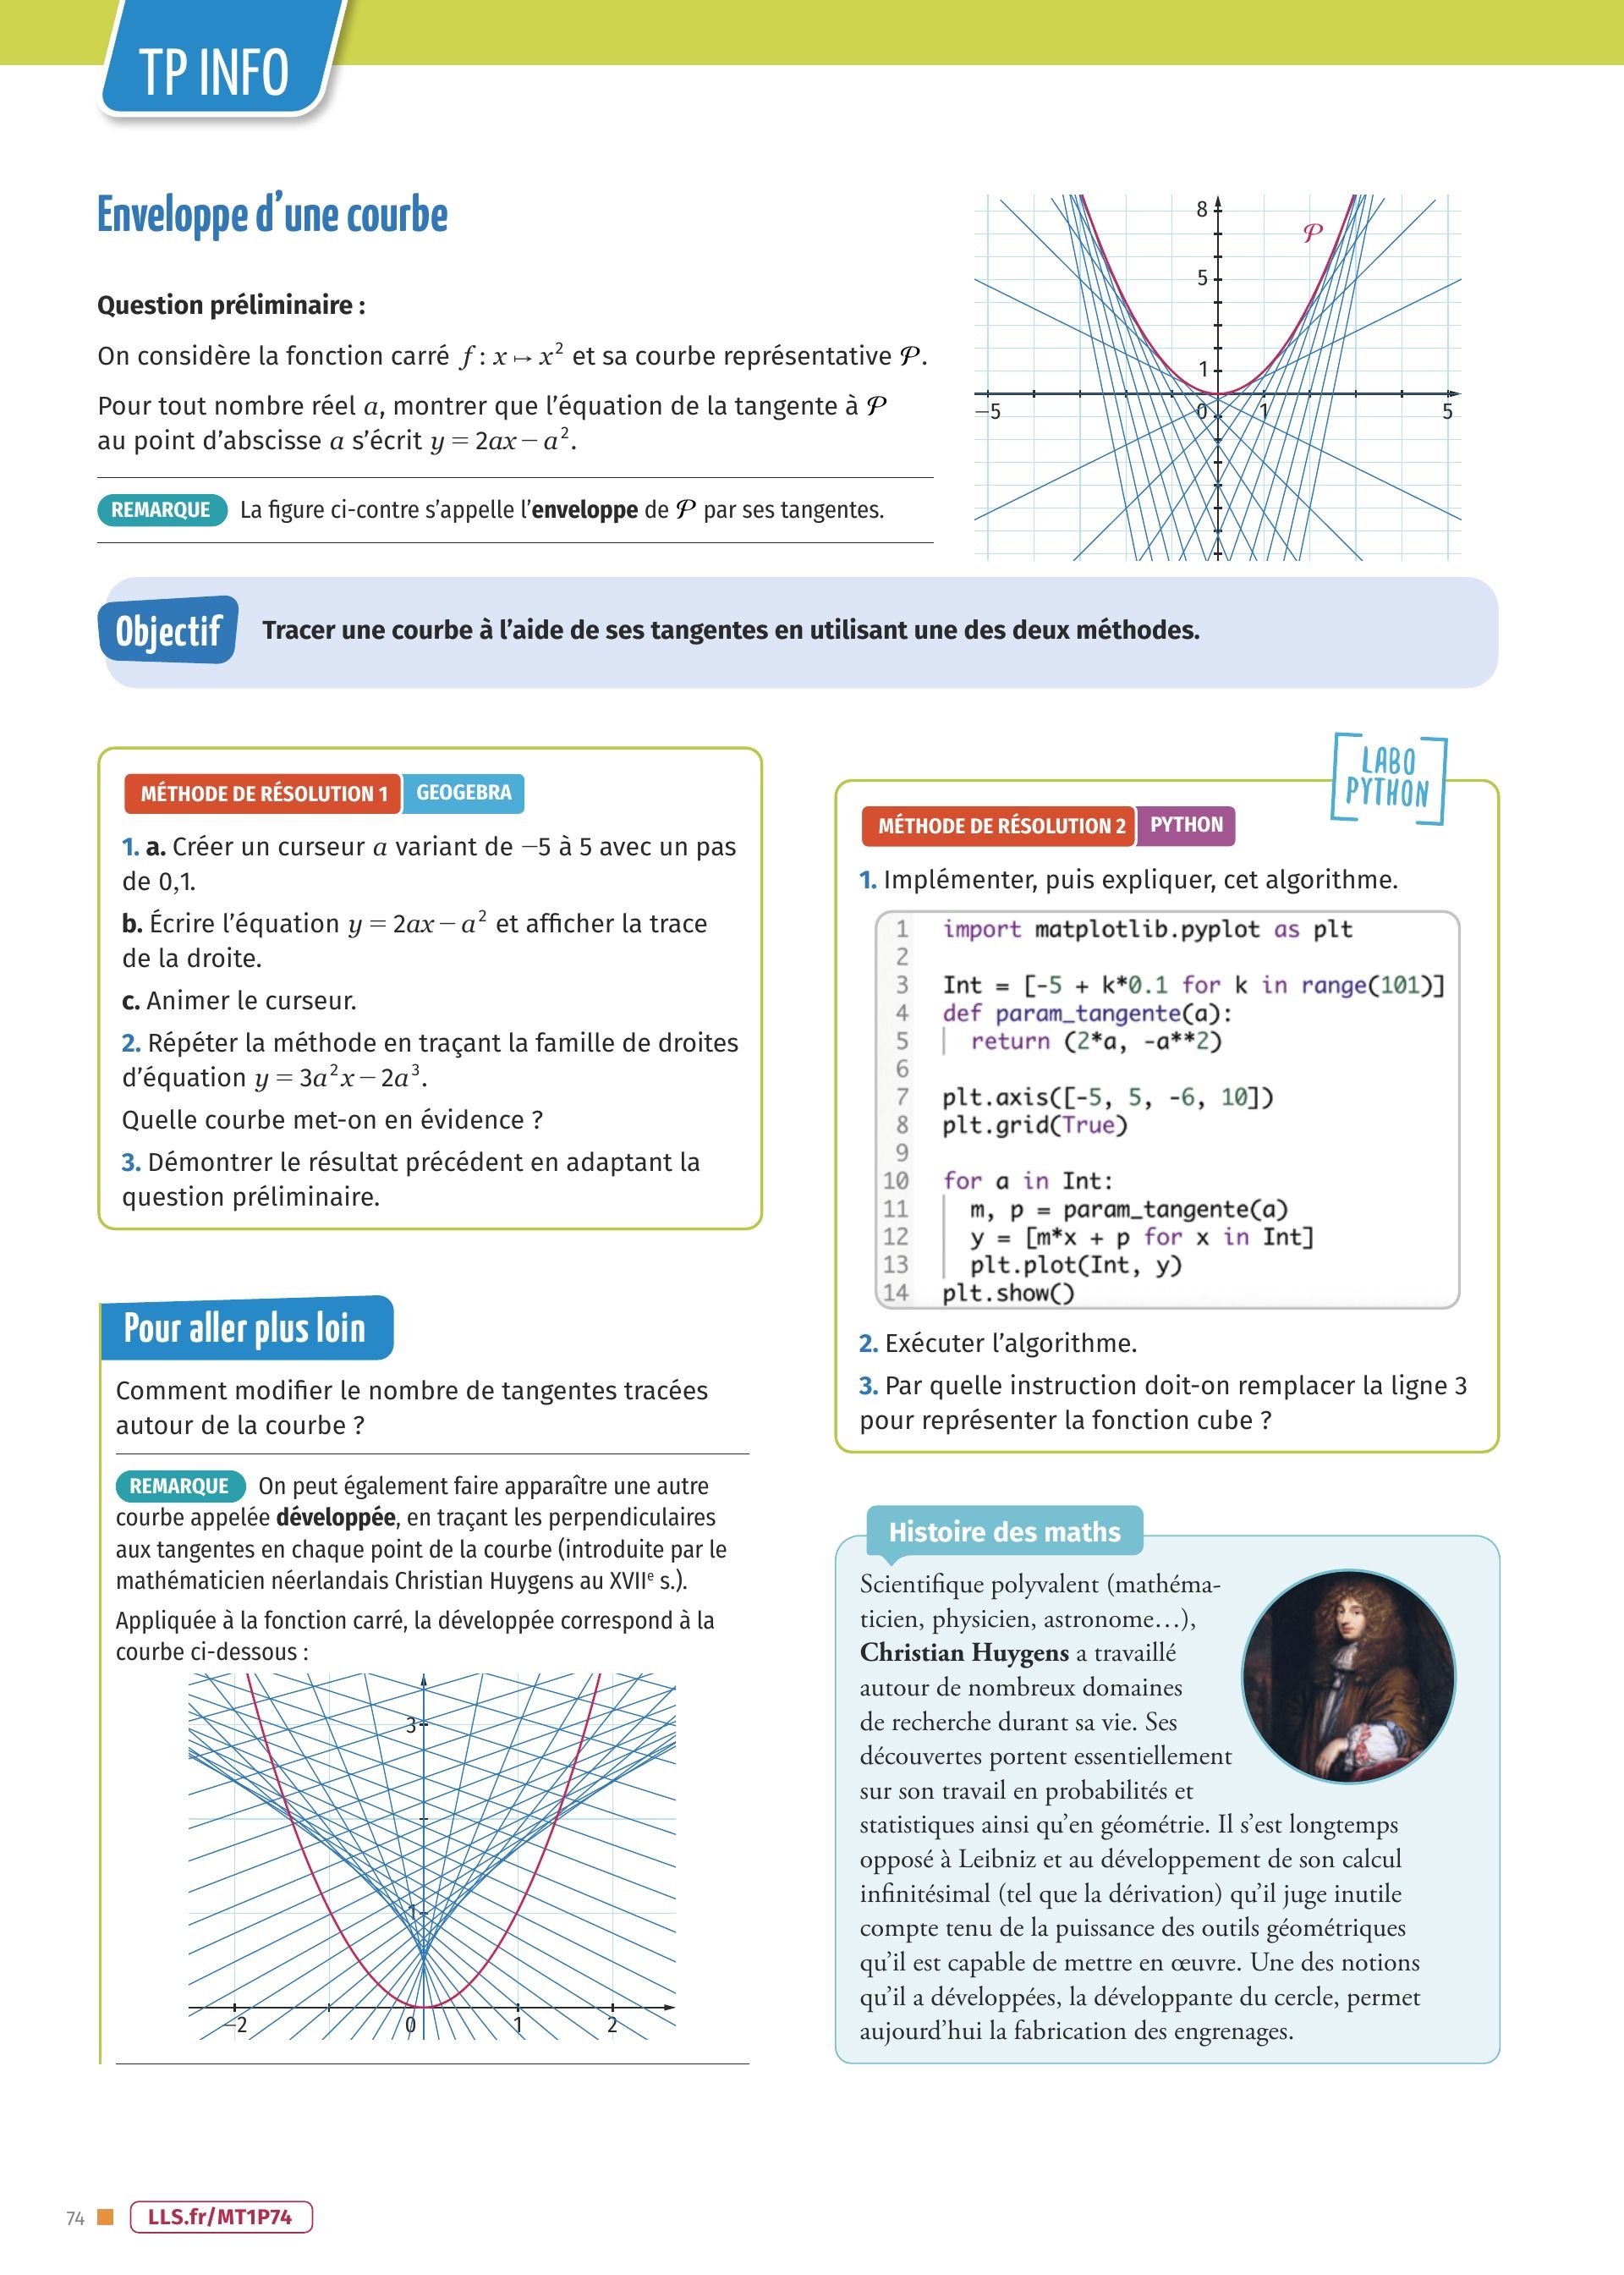 TP INFO
Enveloppe d’une courbe
Question préliminaire :
On considère la fonction carré f : x ↦ x² et sa courbe représentative 𝒫.
Pour tout nombre réel a, montrer que l’équation de la tangente à 𝒫
au point d’abscisse a s’écrit y = 2ax − a².
REMARQUE La figure ci-contre s’appelle l’enveloppe de 𝒫 par ses tangentes.
8
𝒫
5
1
−5
0
1
5
Objectif
Tracer une courbe à l’aide de ses tangentes en utilisant une des deux méthodes.
MÉTHODE DE RÉSOLUTION 1 GEOGEBRA
1. a. Créer un curseur a variant de −5 à 5 avec un pas
de 0,1.
b. Écrire l’équation y = 2ax − a² et afficher la trace
de la droite.
c. Animer le curseur.
2. Répéter la méthode en traçant la famille de droites
d’équation y = 3a²x − 2a³.
Quelle courbe met-on en évidence ?
3. Démontrer le résultat précédent en adaptant la
question préliminaire.
LABO
PYTHON
MÉTHODE DE RÉSOLUTION 2 PYTHON
1. Implémenter, puis expliquer, cet algorithme.
1 import matplotlib.pyplot as plt
2
3 Int = [-5 + k*0.1 for k in range(101)]
4 def param_tangente(a):
5 return (2*a, -a**2)
6
7 plt.axis([-5, 5, -6, 10])
8 plt.grid(True)
9
10 for a in Int:
11 m, p = param_tangente(a)
12 y = [m*x + p for x in Int]
13 plt.plot(Int, y)
14 plt.show()
2. Exécuter l’algorithme.
3. Par quelle instruction doit-on remplacer la ligne 3
pour représenter la fonction cube ?
Pour aller plus loin
Comment modifier le nombre de tangentes tracées
autour de la courbe ?
REMARQUE On peut également faire apparaître une autre
courbe appelée développée, en traçant les perpendiculaires
aux tangentes en chaque point de la courbe (introduite par le
mathématicien néerlandais Christian Huygens au XVIIe s.).
Appliquée à la fonction carré, la développée correspond à la
courbe ci-dessous :
3
1
−2
0
1
2
Histoire des maths
Scientifique polyvalent (mathéma-
ticien, physicien, astronome…),
Christian Huygens a travaillé
autour de nombreux domaines
de recherche durant sa vie. Ses
découvertes portent essentiellement
sur son travail en probabilités et
statistiques ainsi qu’en géométrie. Il s’est longtemps
opposé à Leibniz et au développement de son calcul
infinitésimal (tel que la dérivation) qu’il juge inutile
compte tenu de la puissance des outils géométriques
qu’il est capable de mettre en œuvre. Une des notions
qu’il a développées, la développante du cercle, permet
aujourd’hui la fabrication des engrenages.
74
LLS.fr/MT1P74